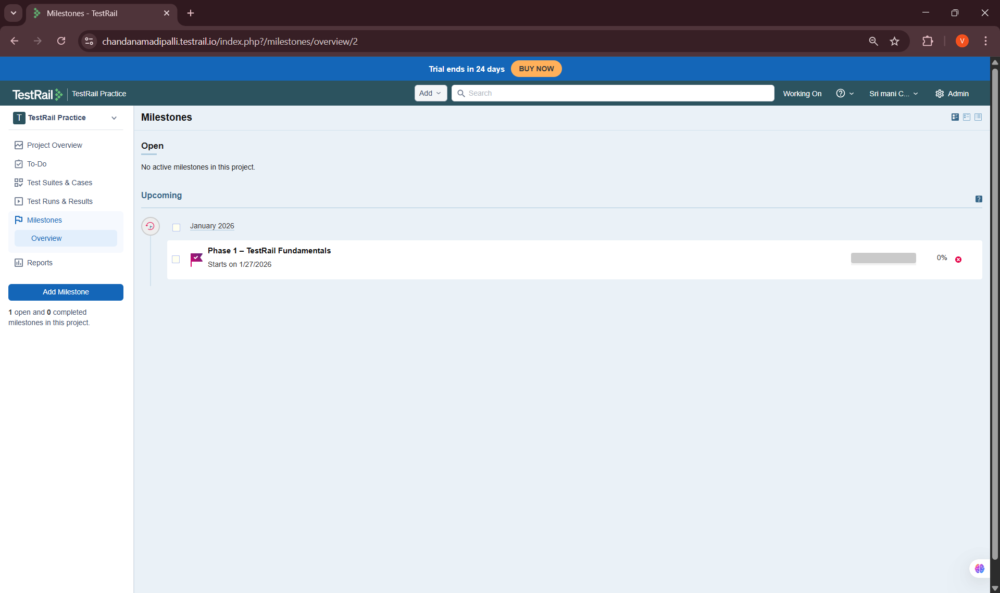 Milestones - TestRail
chandanamadipalli.testrail.io/index.php?/milestones/overview/2
V
Trial ends in 24 days BUY NOW
TestRail TestRail Practice
Add
Search
Working On
?
Sri mani C...
Admin
T TestRail Practice
Project Overview
To-Do
Test Suites & Cases
Test Runs & Results
Milestones
Overview
Reports
Add Milestone
1 open and 0 completed
milestones in this project.
Milestones
Open
No active milestones in this project.
Upcoming
?
January 2026
Phase 1 – TestRail Fundamentals
Starts on 1/27/2026
0%